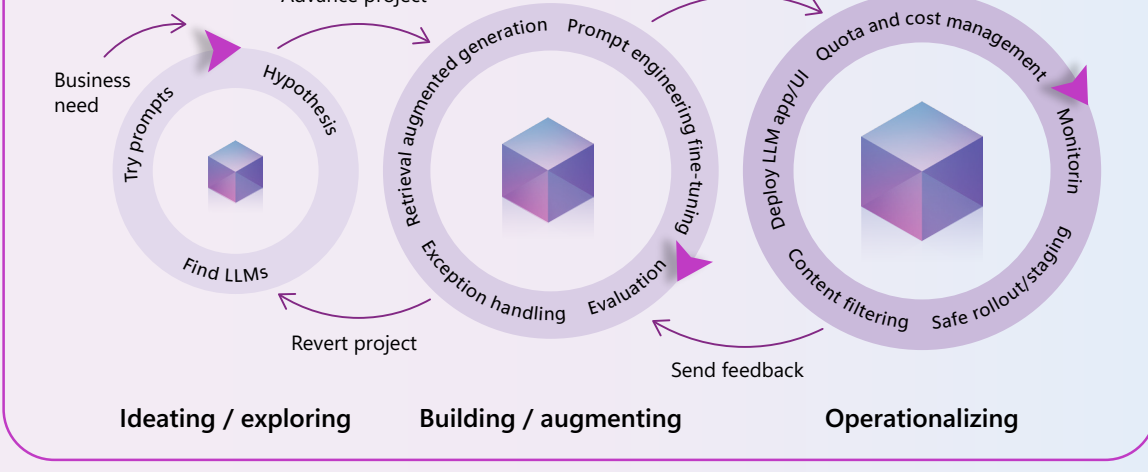 Advance project
Business
need
Hypothesis
Try prompts
Find LLMs
Retrieval augmented generation
Prompt engineering fine-tuning
Exception handling
Evaluation
Quota and cost management
Deploy LLM app/UI
Monitorin
Content filtering
Safe rollout/staging
Revert project
Send feedback
Ideating / exploring
Building / augmenting
Operationalizing